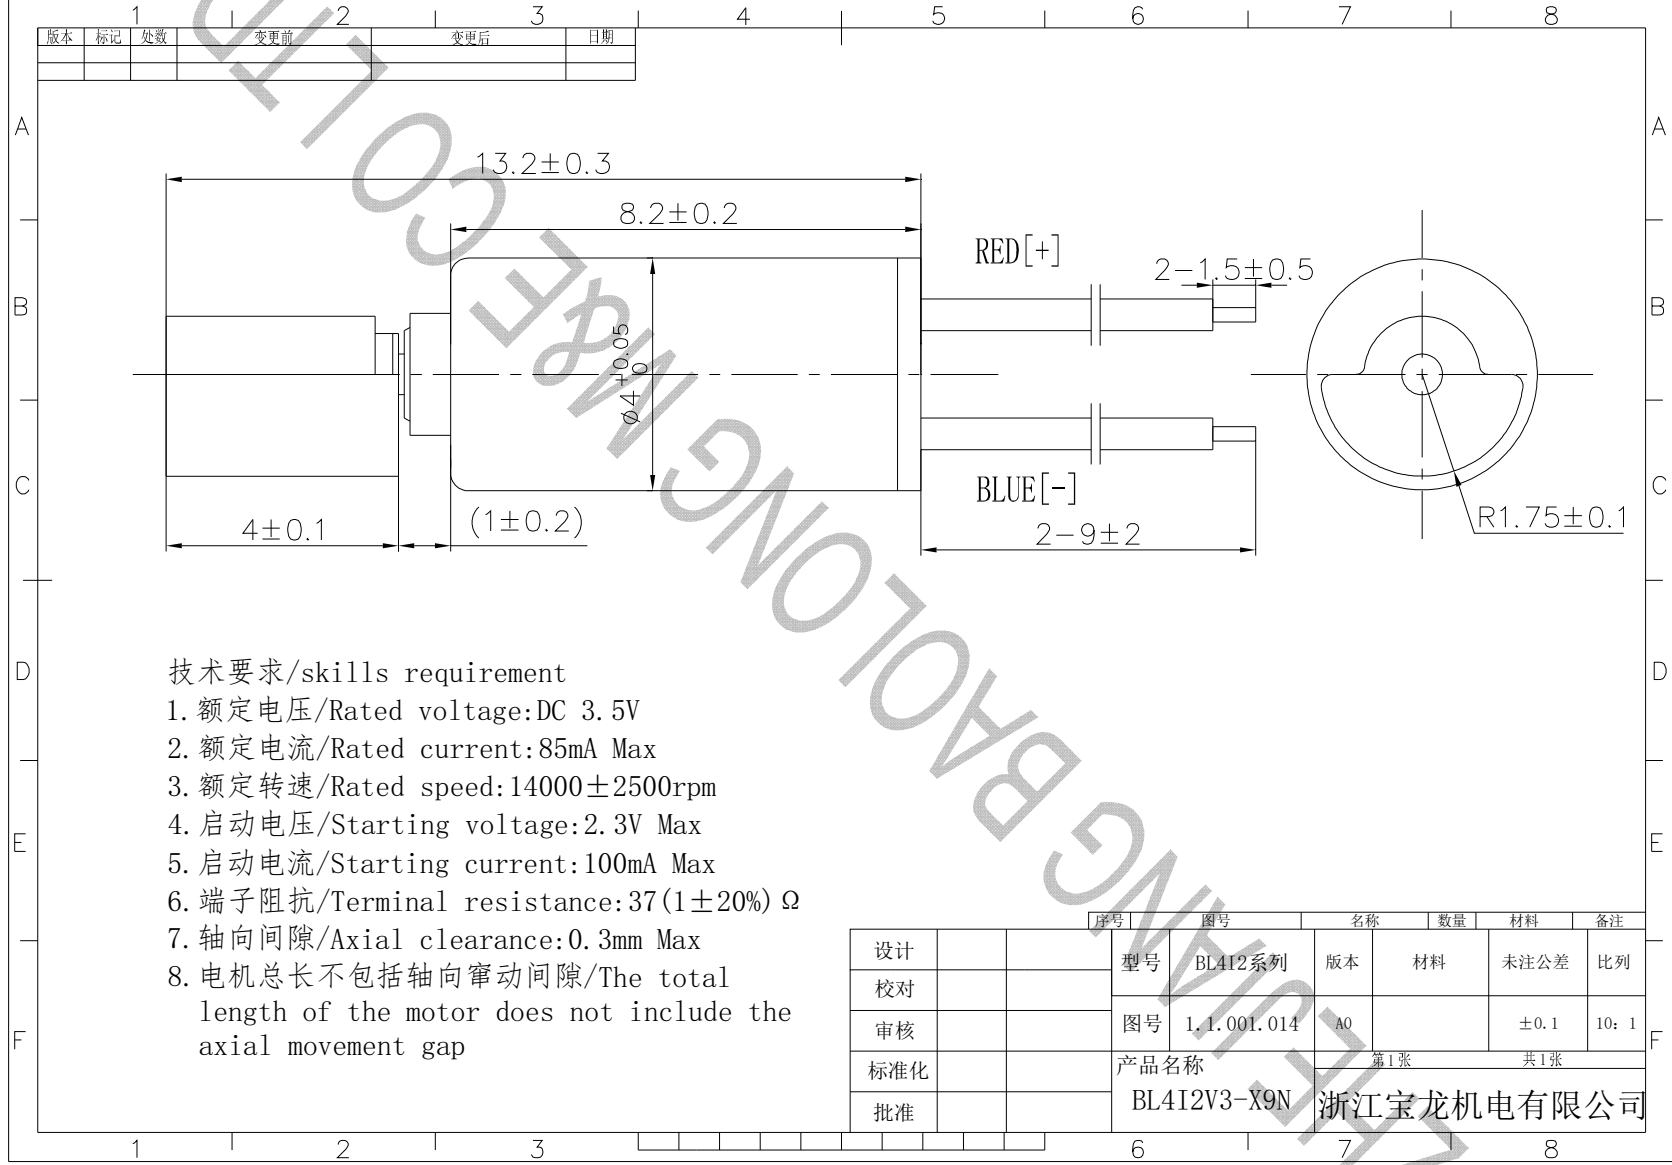 1 2 3 4 5 6 7 8
版本 标记 处数 变更前 变更后 日期
A A
13.2±0.3
8.2±0.2
RED[+]
2-1.5±0.5
B B
Ø4 +0.05 0
C C
BLUE[-]
4±0.1 (1±0.2) 2-9±2 R1.75±0.1
D D
技术要求/skills requirement
1.额定电压/Rated voltage:DC 3.5V
2.额定电流/Rated current:85mA Max
3.额定转速/Rated speed:14000±2500rpm
4.启动电压/Starting voltage:2.3V Max
E E
5.启动电流/Starting current:100mA Max
6.端子阻抗/Terminal resistance:37(1±20%)Ω
7.轴向间隙/Axial clearance:0.3mm Max
8.电机总长不包括轴向窜动间隙/The total
length of the motor does not include the
axial movement gap
F F
序号 图号 名称 数量 材料 备注
设计 型号 BL4I2系列 版本 材料 未注公差 比列
校对
审核 图号 1.1.001.014 A0 ±0.1 10: 1
标准化 产品名称 第1张 共1张
批准 BL4I2V3-X9N 浙江宝龙机电有限公司
1 2 3 6 7 8
ZHEJIANG BAOLONG M&E CO LTD